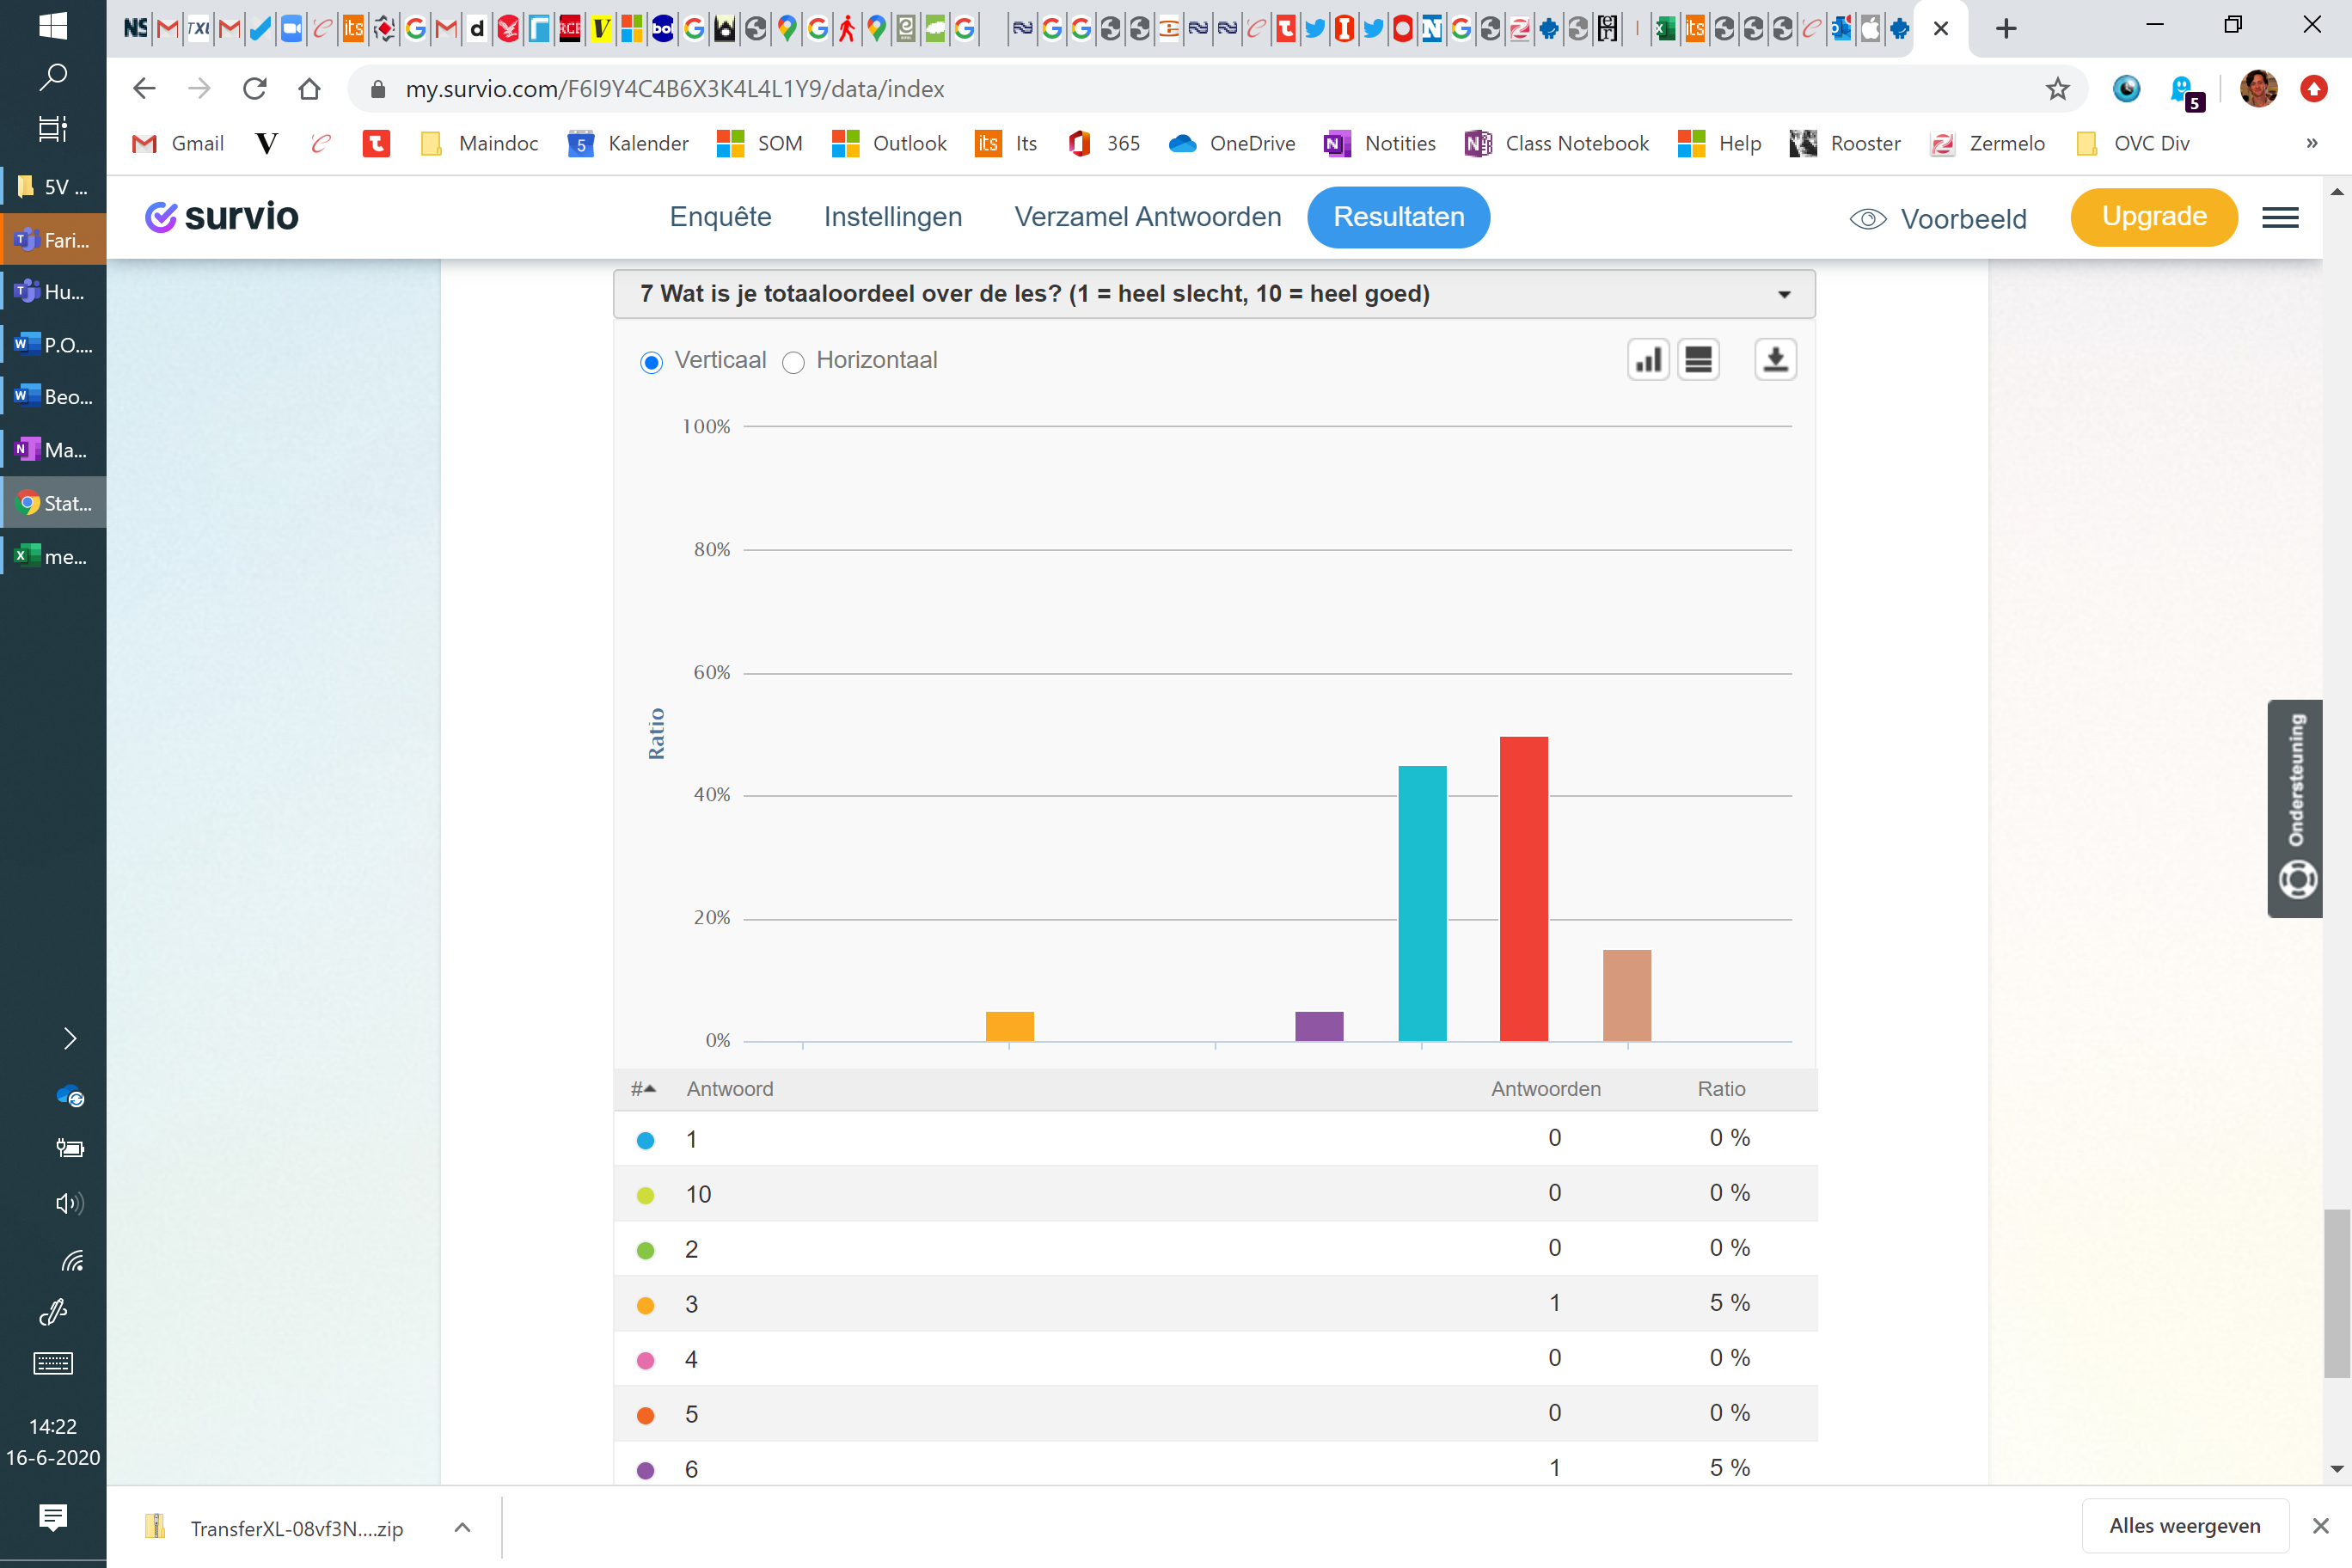 my.survio.com/F6I9Y4C4B6X3K4L4L1Y9/data/index
5
Gmail Maindoc 5 Kalender SOM Outlook its Its 365 OneDrive Notities Class Notebook Help Rooster Zermelo OVC Div »
survio Enquête Instellingen Verzamel Antwoorden Resultaten Voorbeeld Upgrade
5V ...
Fari...
Hu...
P.O....
Beo...
Ma...
Stat...
me...
7 Wat is je totaaloordeel over de les? (1 = heel slecht, 10 = heel goed)
Verticaal Horizontaal
100%
80%
60%
Ratio
40%
20%
0%
Ondersteuning
# Antwoord Antwoorden Ratio
1 0 0 %
10 0 0 %
2 0 0 %
3 1 5 %
4 0 0 %
5 0 0 %
6 1 5 %
14:22
16-6-2020
TransferXL-08vf3N....zip
Alles weergeven